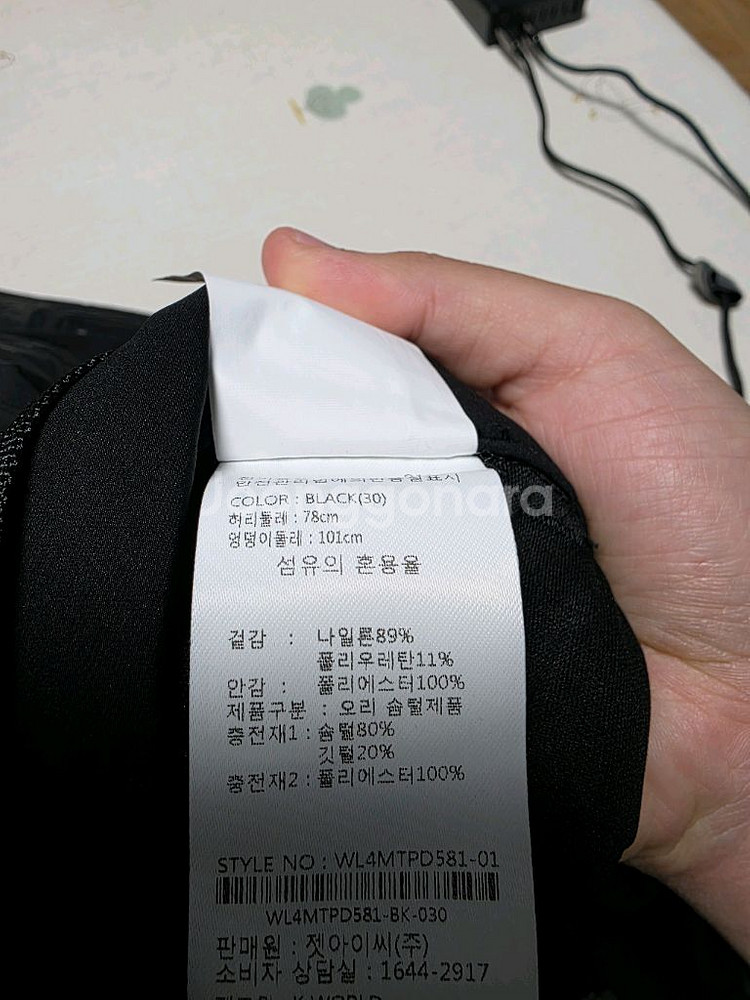 COLOR : BLACK(30)
허리둘레 : 78cm
엉덩이둘레 : 101cm
섬유의 혼용율
겉감 : 나일론89%
폴리우레탄11%
안감 : 폴리에스터100%
제품구분 : 오리 솜털제품
충전재1 : 솜털80%
깃털20%
충전재2 : 폴리에스터100%
STYLE NO : WL4MTPD581-01
WL4MTPD581-BK-030
판매원 : 젯아이씨(주)
소비자 상담실 : 1644-2917
K-WORLD